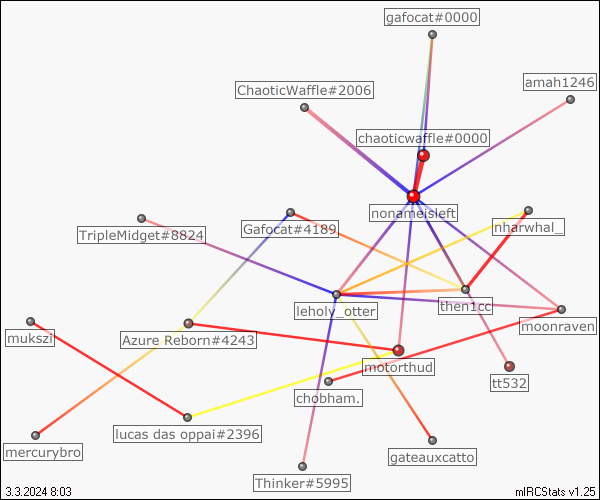 gafocat#0000
amah1246
ChaoticWaffle#2006
chaoticwaffle#0000
nonameisleft
nharwhal_
TripleMidget#8824
Gafocat#4189
leholy_otter
then1cc
moonraven
mukszi
Azure Reborn#4243
motorthud
tt532
chobham.
lucas das oppai#2396
mercurybro
gateauxcatto
Thinker#5995
3.3.2024 8:03
mIRCStats v1.25